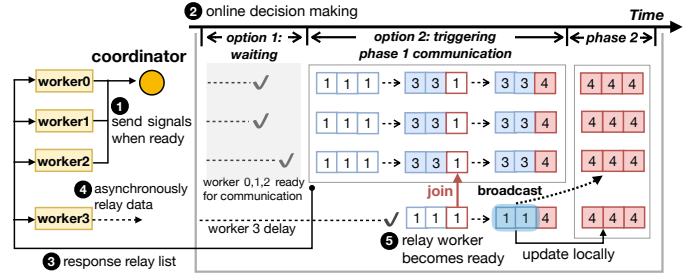 2 online decision making
Time
option 1:
waiting
option 2: triggering
phase 1 communication
phase 2
coordinator
worker0
worker1
worker2
worker3
1 send signals
when ready
4 asynchronously
relay data
3 response relay list
worker 0,1,2 ready
for communication
worker 3 delay
1 1 1 3 3 1 3 3 4 4 4 4
1 1 1 3 3 1 3 3 4 4 4 4
1 1 1 3 3 1 3 3 4 4 4 4
join
broadcast
1 1 1 1 1 4 4 4 4
5 relay worker
becomes ready
update locally